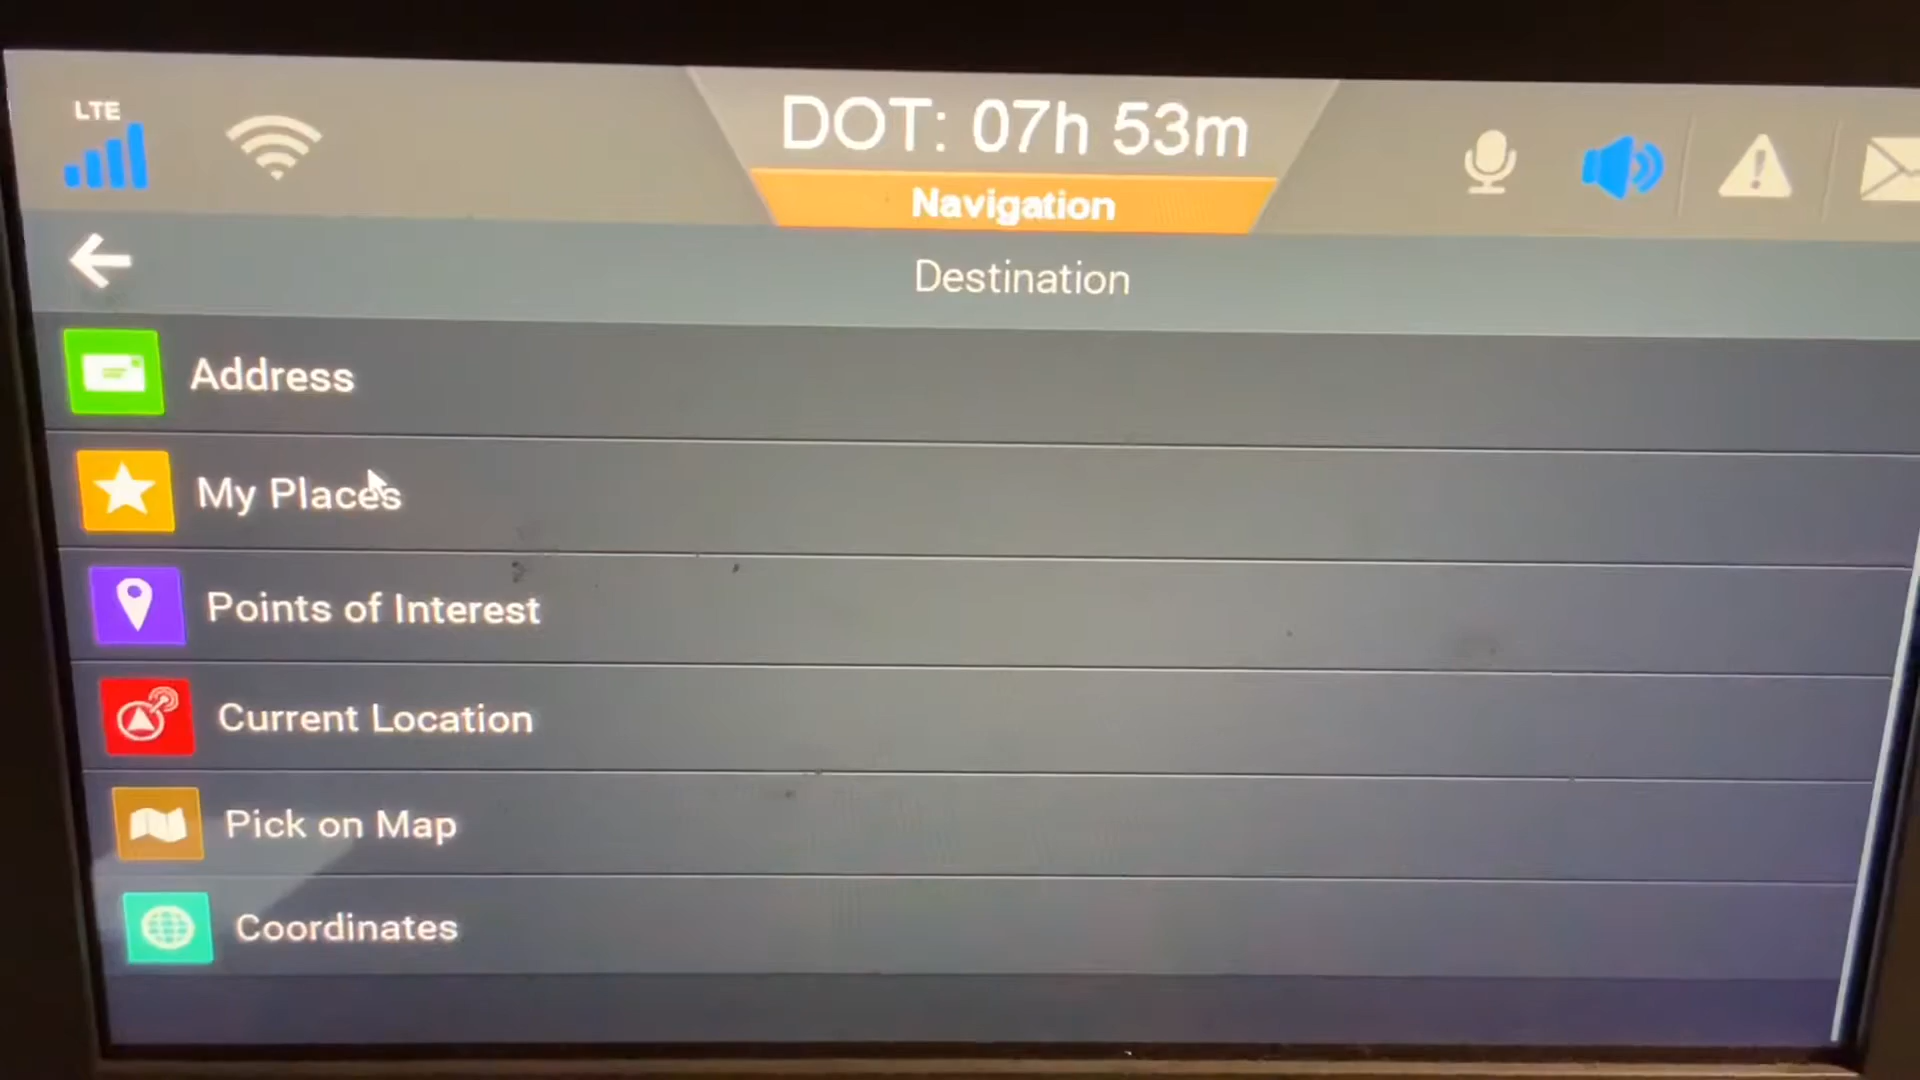 LTE
DOT: 07h 53m
Navigation
Destination
Address
My Places
Points of Interest
Current Location
Pick on Map
Coordinates